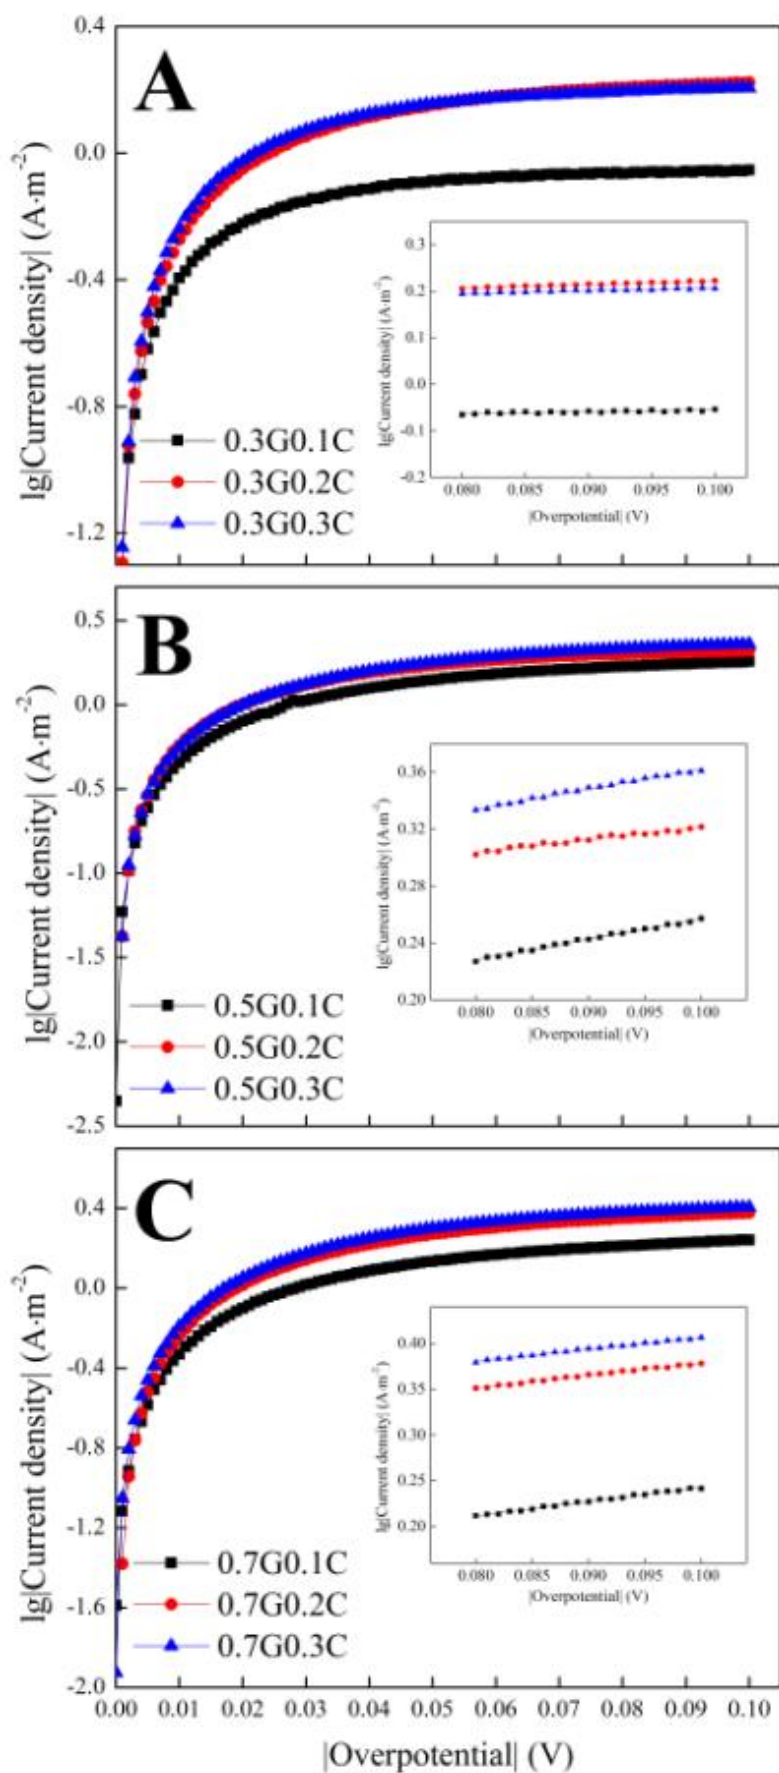 A
lg|Current density| (A·m⁻²)
0.4
0.0
-0.4
-0.8
-1.2
0.3G0.1C
0.3G0.2C
0.3G0.3C
lg|Current density| (A·m⁻²)
0.3
0.2
0.1
0.0
-0.1
-0.2
0.080 0.085 0.090 0.095 0.100
|Overpotential| (V)
B
lg|Current density| (A·m⁻²)
0.5
0.0
-0.5
-1.0
-1.5
-2.0
-2.5
0.5G0.1C
0.5G0.2C
0.5G0.3C
lg|Current density| (A·m⁻²)
0.36
0.32
0.28
0.24
0.20
0.080 0.085 0.090 0.095 0.100
|Overpotential| (V)
C
lg|Current density| (A·m⁻²)
0.4
0.0
-0.4
-0.8
-1.2
-1.6
-2.0
0.7G0.1C
0.7G0.2C
0.7G0.3C
lg|Current density| (A·m⁻²)
0.40
0.35
0.30
0.25
0.20
0.080 0.085 0.090 0.095 0.100
|Overpotential| (V)
0.00 0.01 0.02 0.03 0.04 0.05 0.06 0.07 0.08 0.09 0.10
|Overpotential| (V)